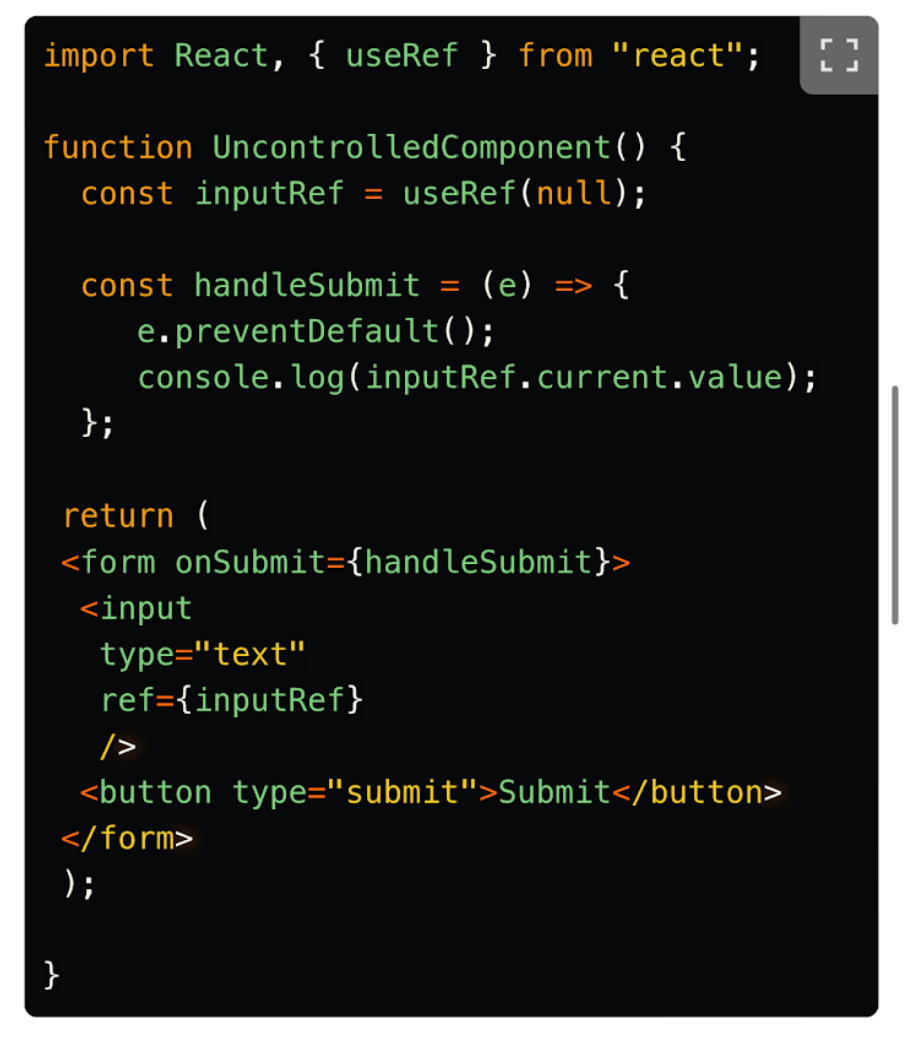 import React, { useRef } from "react";
function UncontrolledComponent() {
const inputRef = useRef(null);
const handleSubmit = (e) => {
e.preventDefault();
console.log(inputRef.current.value);
};
return (
<form onSubmit={handleSubmit}>
<input
type="text"
ref={inputRef}
/>
<button type="submit">Submit</button>
</form>
);
}